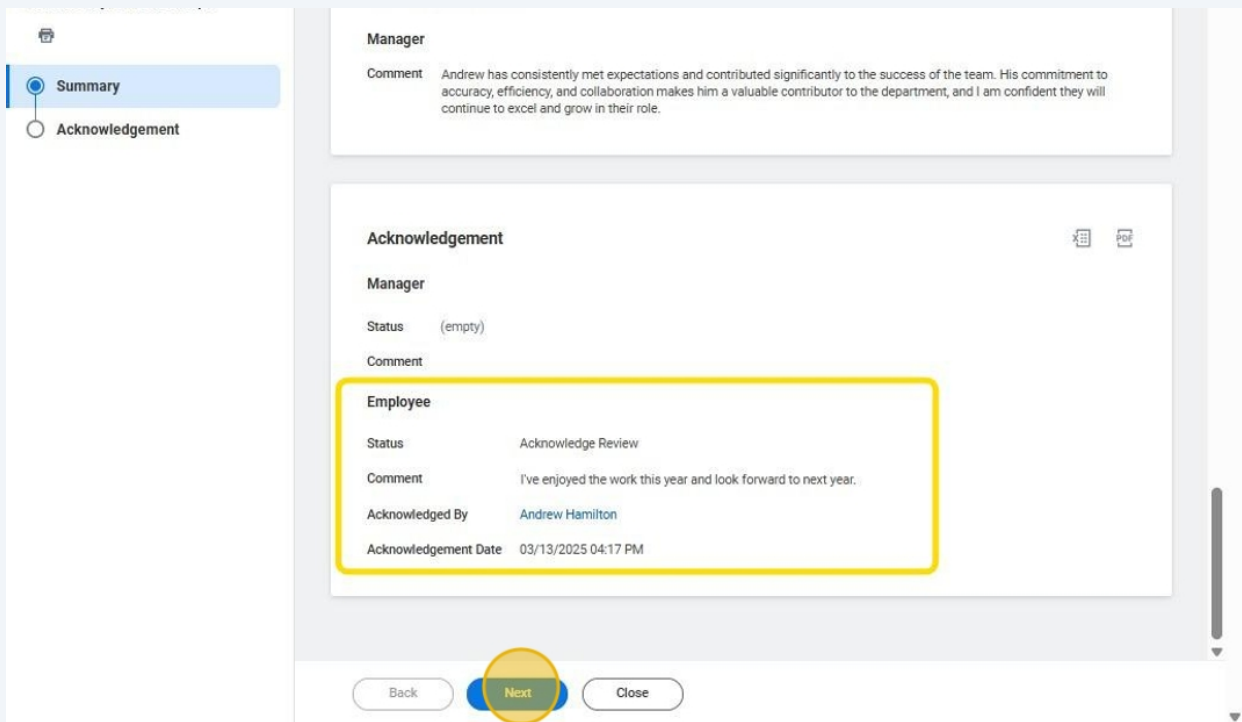 Manager
Comment Andrew has consistently met expectations and contributed significantly to the success of the team. His commitment to
accuracy, efficiency, and collaboration makes him a valuable contributor to the department, and I am confident they will
continue to excel and grow in their role.
Summary
Acknowledgement
Acknowledgement
PDF
Manager
Status (empty)
Comment
Employee
Status Acknowledge Review
Comment I've enjoyed the work this year and look forward to next year.
Acknowledged By Andrew Hamilton
Acknowledgement Date 03/13/2025 04:17 PM
Back Next Close